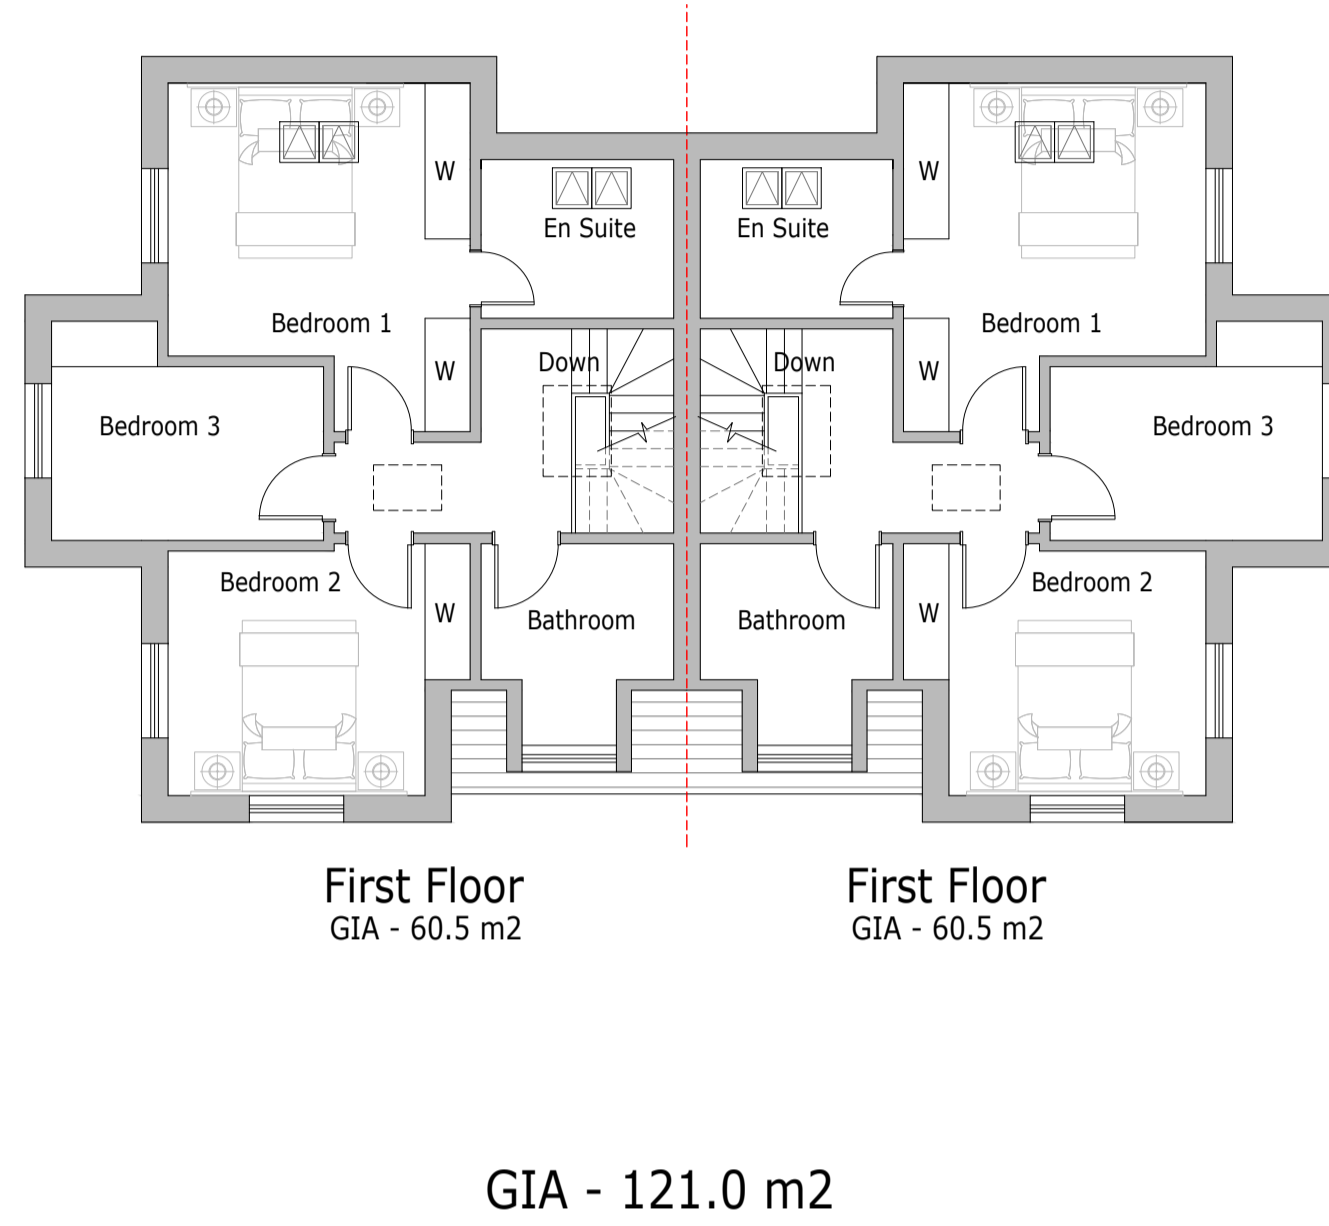 W
W
En Suite
En Suite
Bedroom 1
Bedroom 1
Down
Down
W
W
Bedroom 3
Bedroom 3
Bedroom 2
Bedroom 2
W
Bathroom
Bathroom
W
First Floor
GIA - 60.5 m2
First Floor
GIA - 60.5 m2
GIA - 121.0 m2